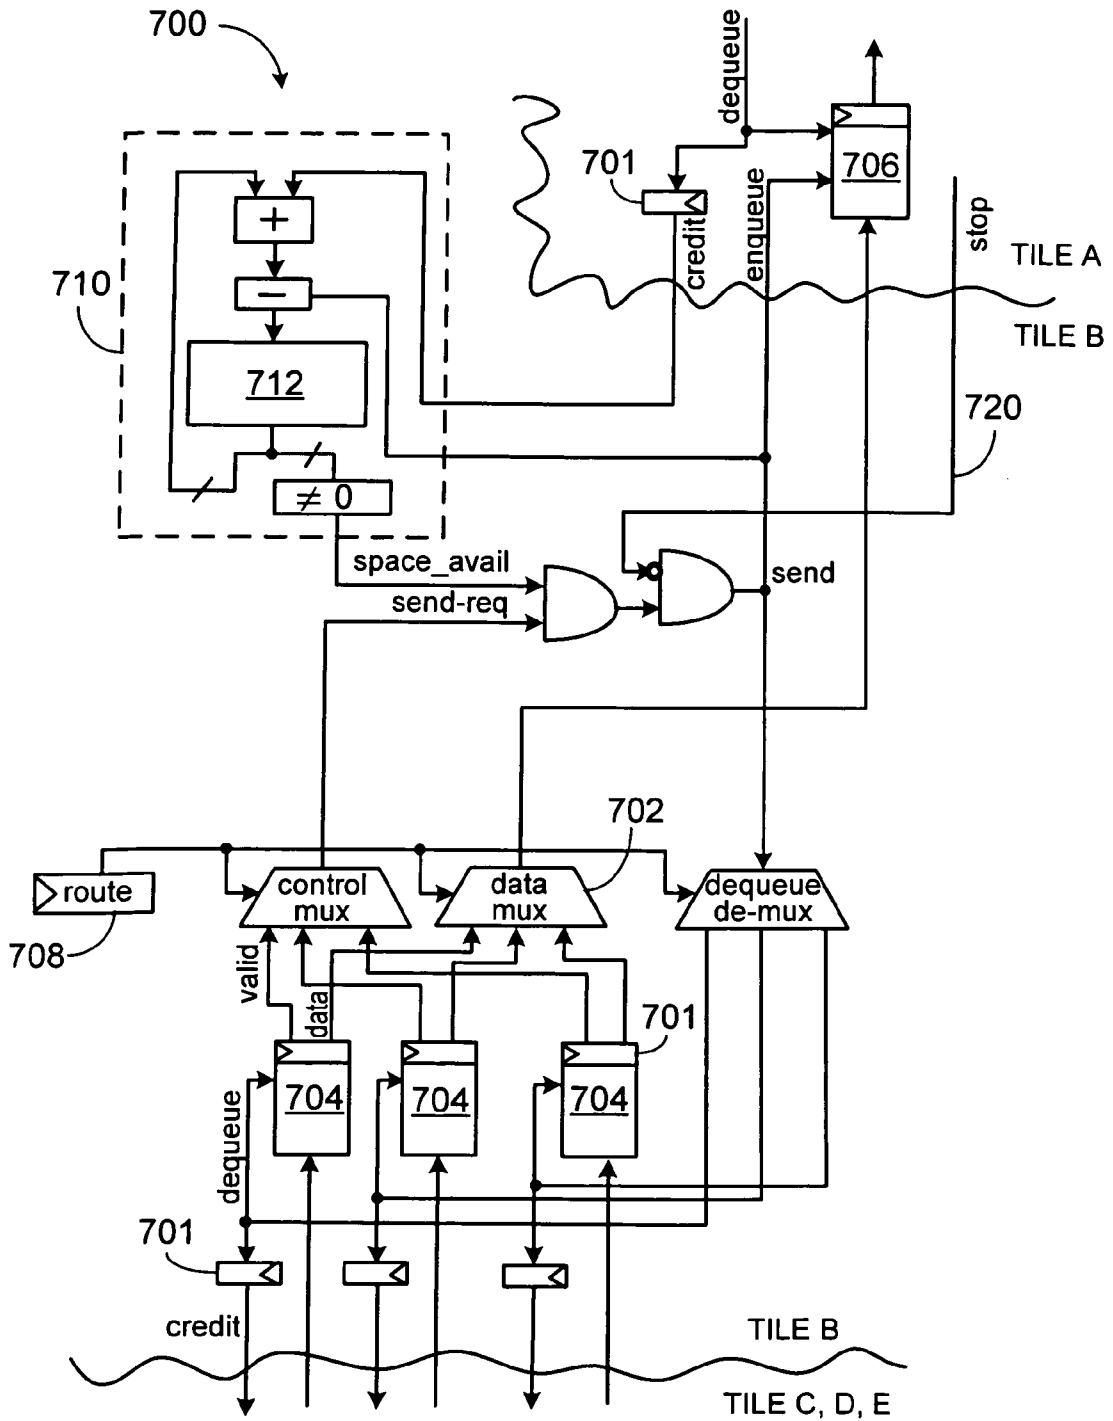 700
dequeue
701
706
credit
enqueue
stop
TILE A
TILE B
+
−
710
712
≠ 0
720
space_avail
send-req
send
702
route
708
control
mux
data
mux
dequeue
de-mux
valid
data
701
704
704
704
dequeue
701
credit
TILE B
TILE C, D, E